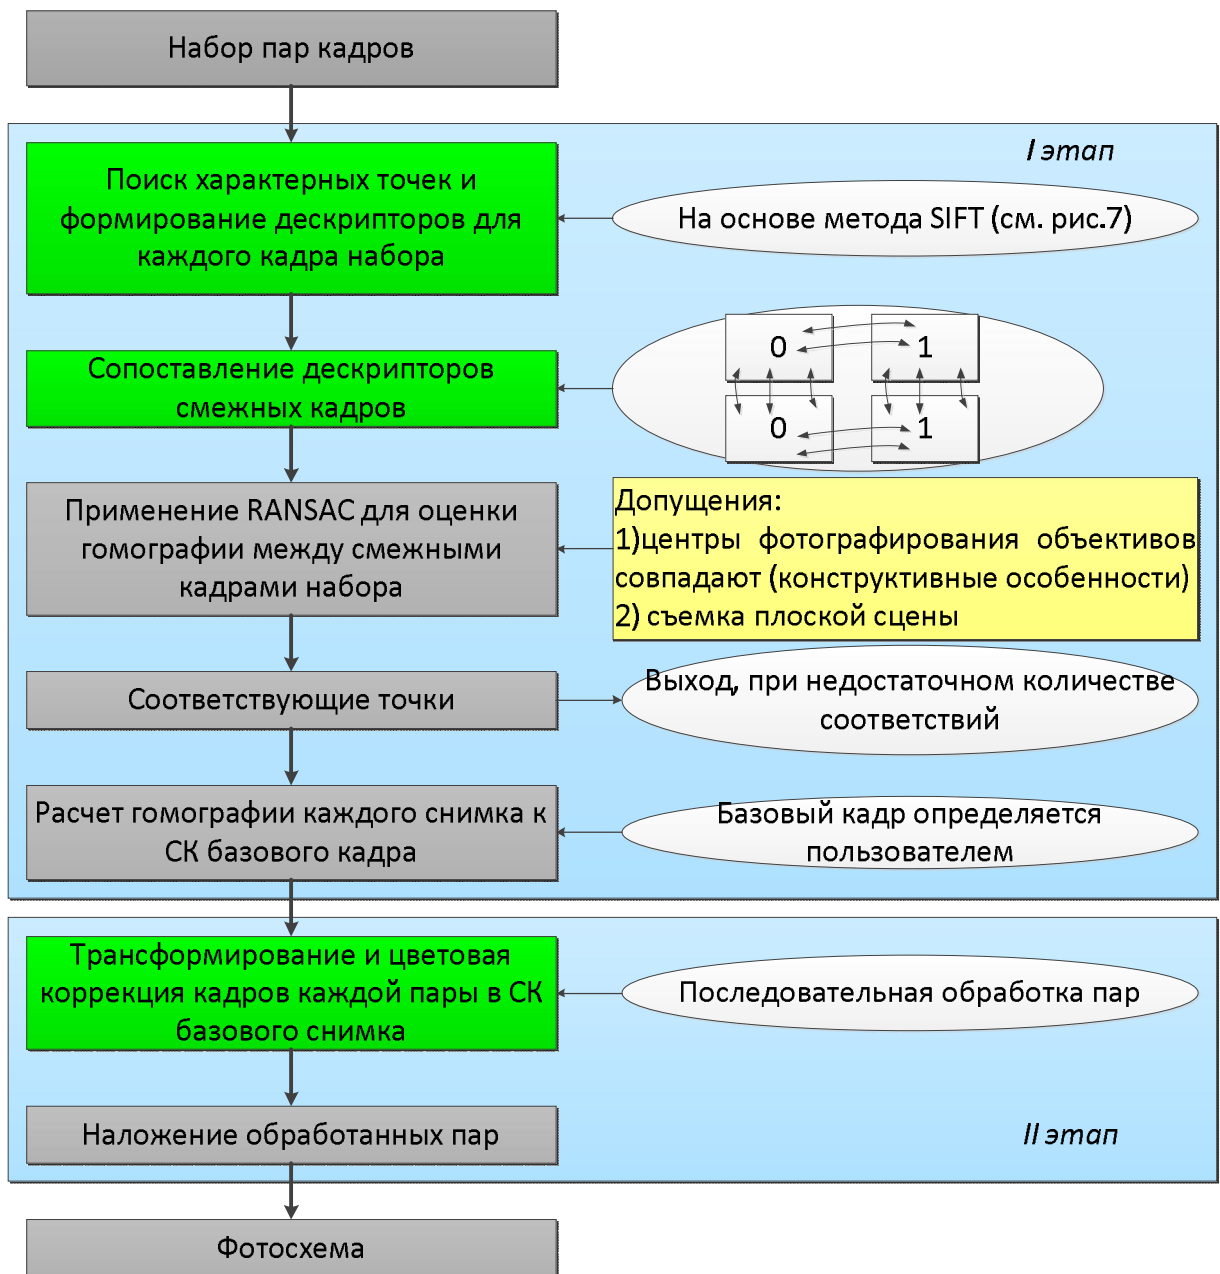 Набор пар кадров
I этап
Поиск характерных точек и
формирование дескрипторов для
каждого кадра набора
На основе метода SIFT (см. рис.7)
Сопоставление дескрипторов
смежных кадров
0 1
0 1
Применение RANSAC для оценки
гомографии между смежными
кадрами набора
Допущения:
1)центры фотографирования объективов
совпадают (конструктивные особенности)
2) съемка плоской сцены
Соответствующие точки
Выход, при недостаточном количестве
соответствий
Расчет гомографии каждого снимка к
СК базового кадра
Базовый кадр определяется
пользователем
Трансформирование и цветовая
коррекция кадров каждой пары в СК
базового снимка
Последовательная обработка пар
Наложение обработанных пар
II этап
Фотосхема